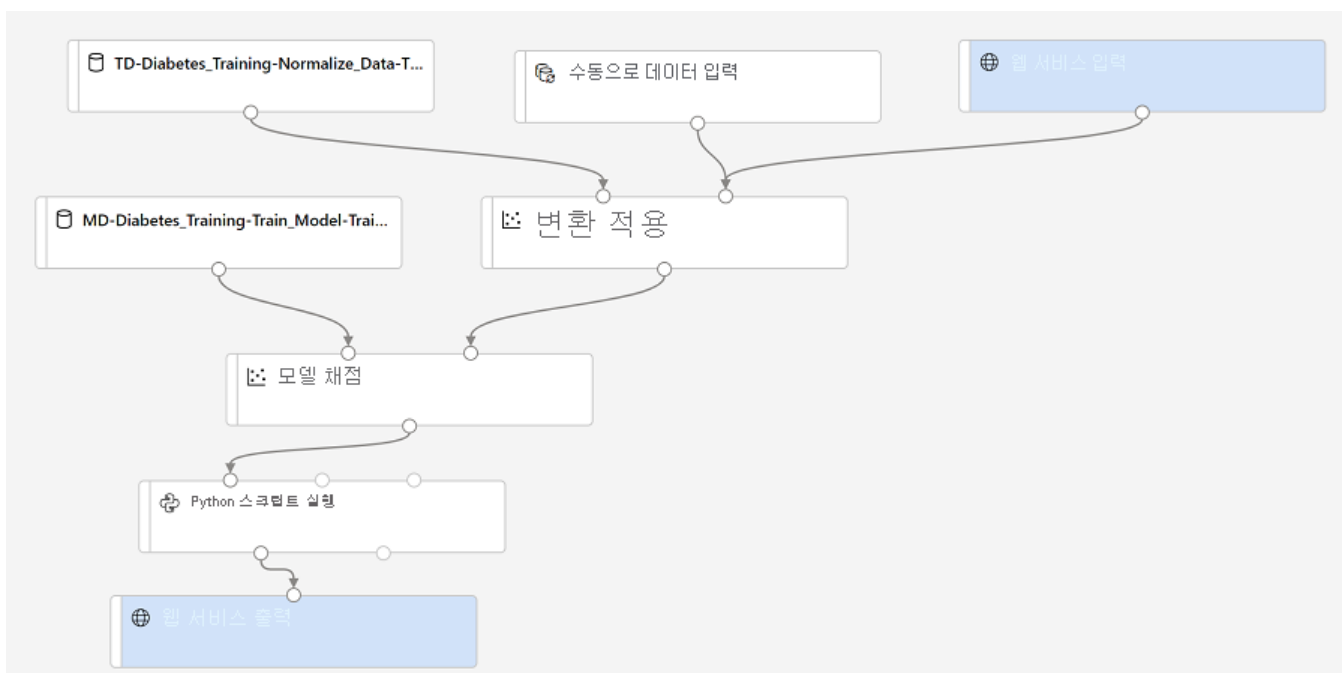 TD-Diabetes_Training-Normalize_Data-T...
수동으로 데이터 입력
웹 서비스 입력
MD-Diabetes_Training-Train_Model-Trai...
변환 적용
모델 채점
Python 스크립트 실행
웹 서비스 출력